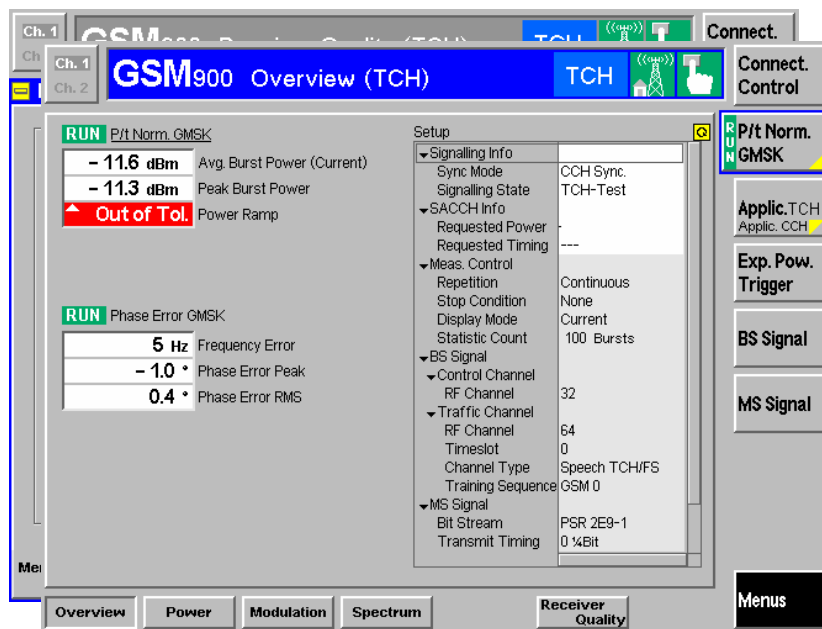 Ch. 1
Connect.
Ch. 1
Ch. 2
GSM900 Overview (TCH)
TCH
Connect.
Control
RUN P/t Norm. GMSK
– 11.6 dBm Avg. Burst Power (Current)
– 11.3 dBm Peak Burst Power
Out of Tol. Power Ramp
RUN Phase Error GMSK
5 Hz Frequency Error
– 1.0 ° Phase Error Peak
0.4 ° Phase Error RMS
Setup
Signalling Info
Sync Mode CCH Sync.
Signalling State TCH-Test
SACCH Info
Requested Power -
Requested Timing ---
Meas. Control
Repetition Continuous
Stop Condition None
Display Mode Current
Statistic Count 100 Bursts
BS Signal
Control Channel
RF Channel 32
Traffic Channel
RF Channel 64
Timeslot 0
Channel Type Speech TCH/FS
Training Sequence GSM 0
MS Signal
Bit Stream PSR 2E9-1
Transmit Timing 0 ¼Bit
RUN
P/t Norm.
GMSK
Applic.TCH
Applic. CCH
Exp. Pow.
Trigger
BS Signal
MS Signal
Menus
Overview
Power
Modulation
Spectrum
Receiver
Quality